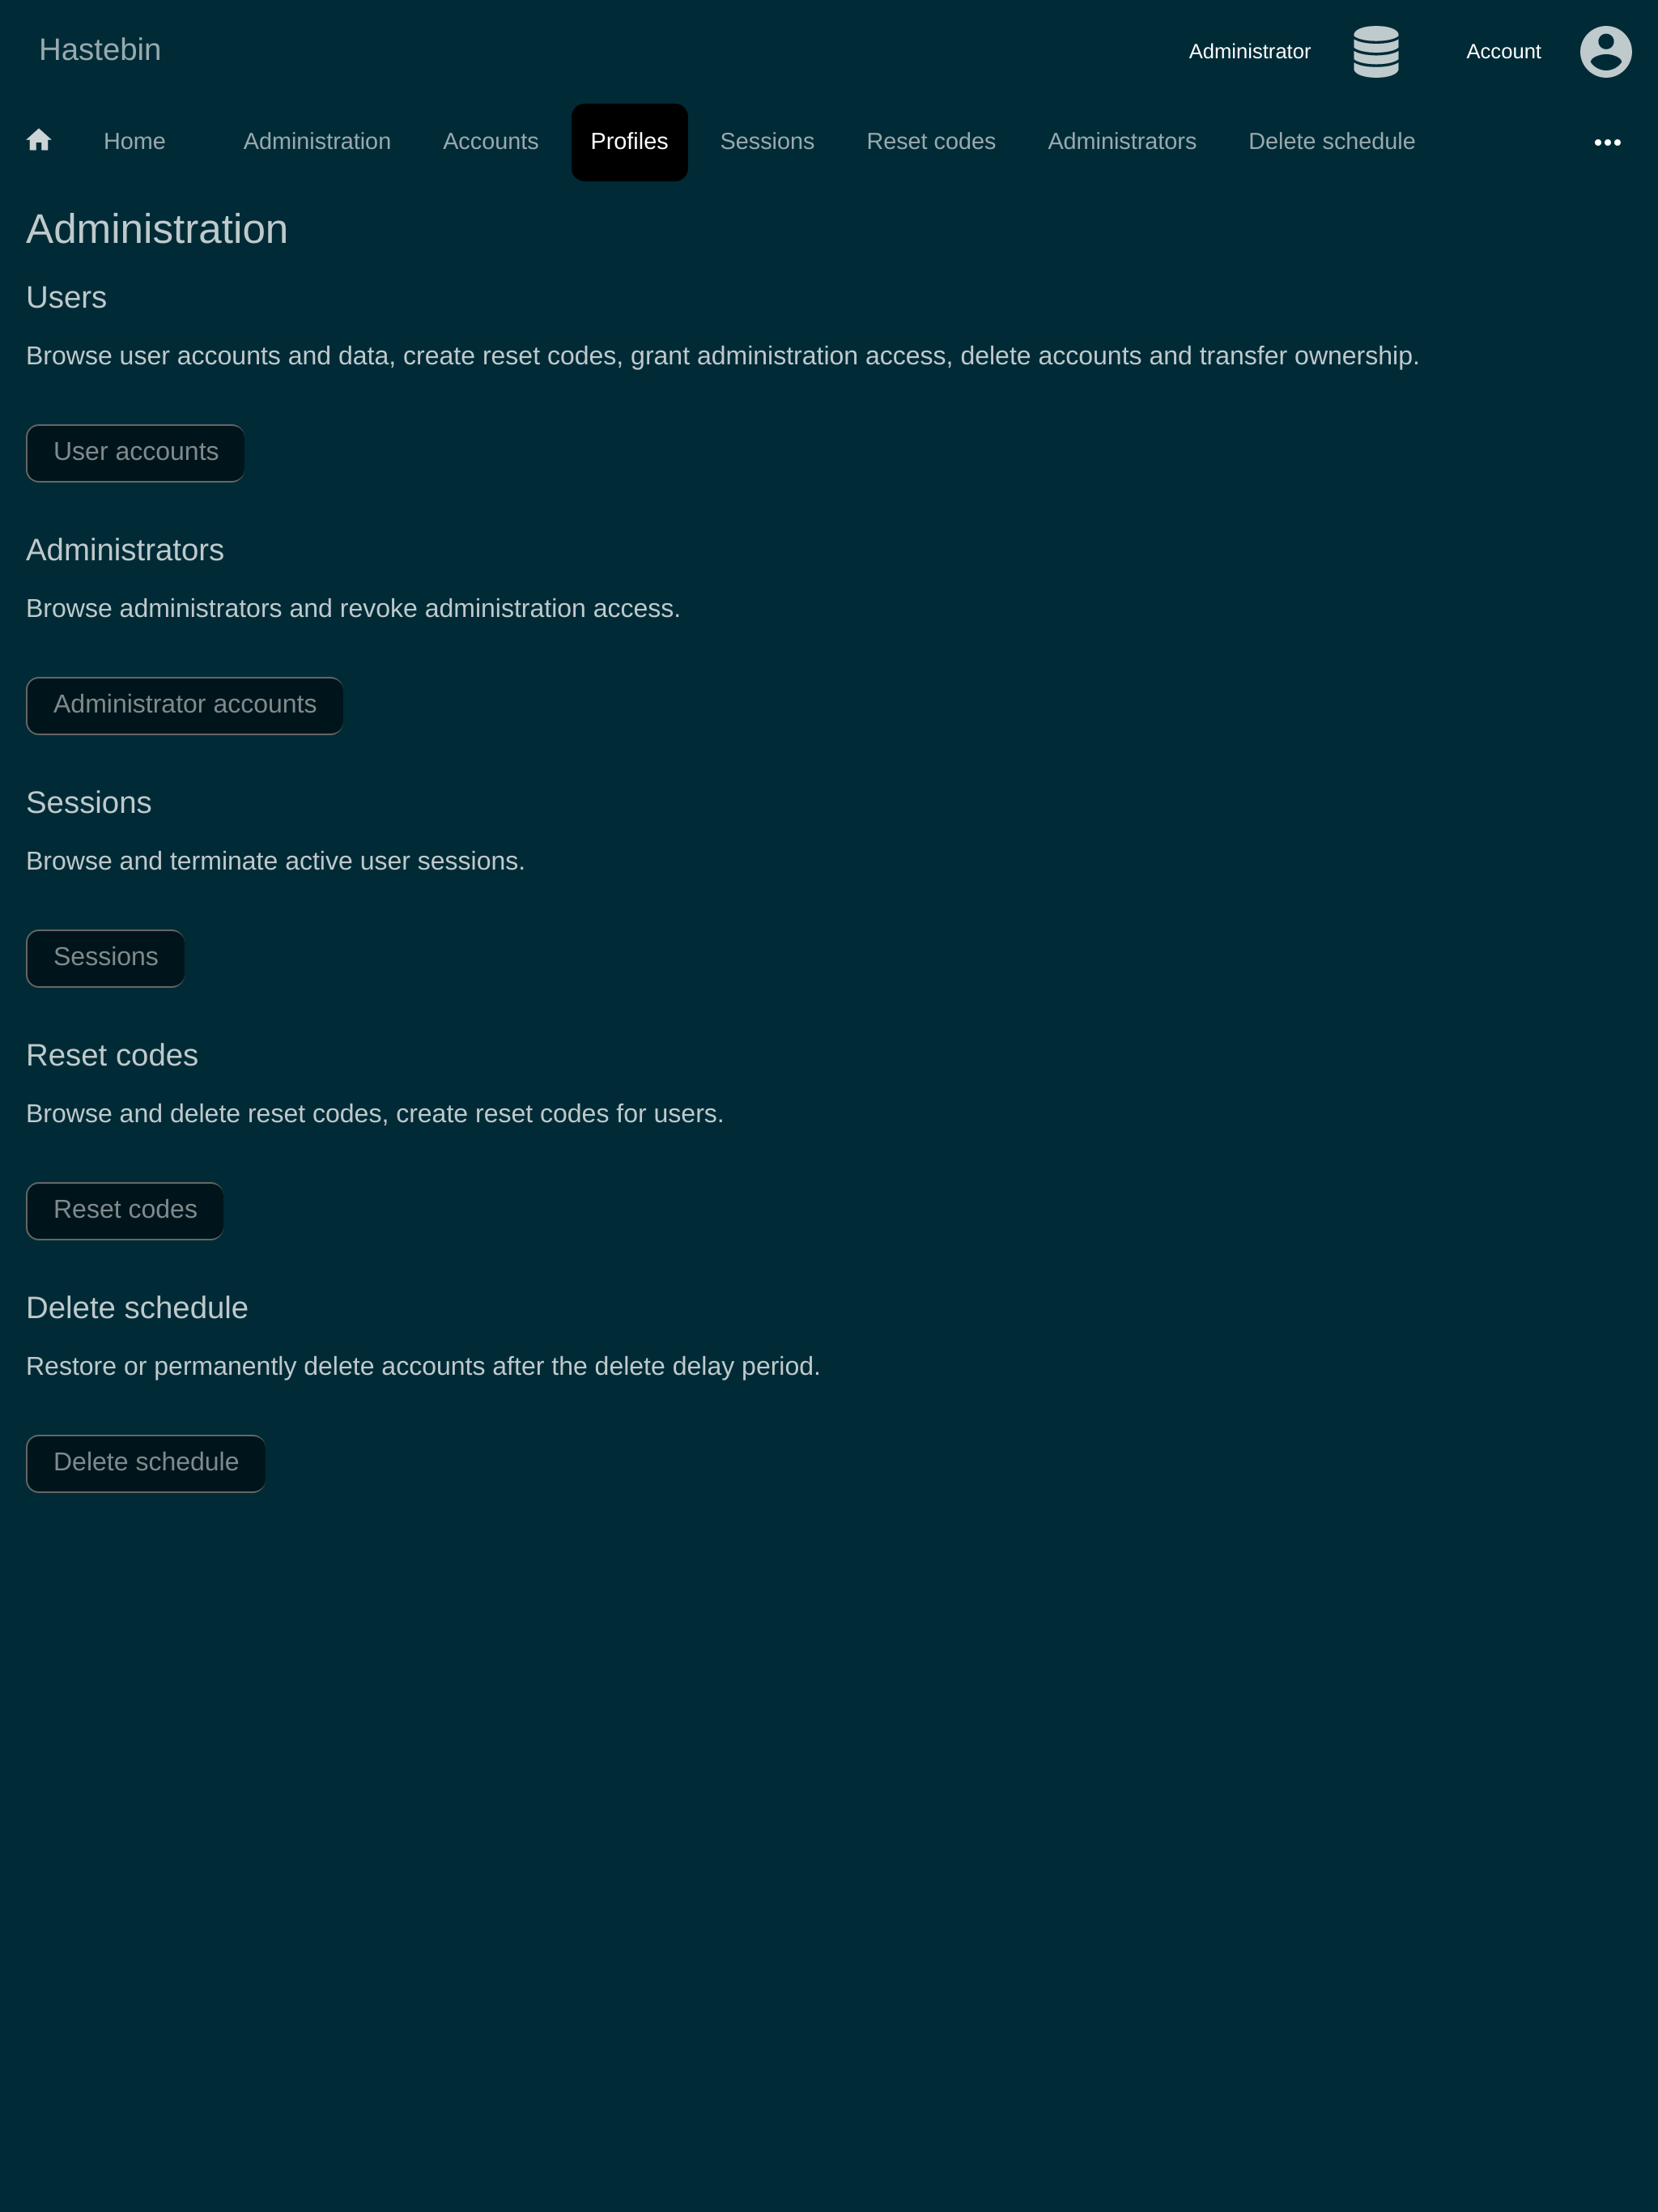 Hastebin
Administrator
Account
Home
Administration
Accounts
Profiles
Sessions
Reset codes
Administrators
Delete schedule
Administration
Users
Browse user accounts and data, create reset codes, grant administration access, delete accounts and transfer ownership.
User accounts
Administrators
Browse administrators and revoke administration access.
Administrator accounts
Sessions
Browse and terminate active user sessions.
Sessions
Reset codes
Browse and delete reset codes, create reset codes for users.
Reset codes
Delete schedule
Restore or permanently delete accounts after the delete delay period.
Delete schedule